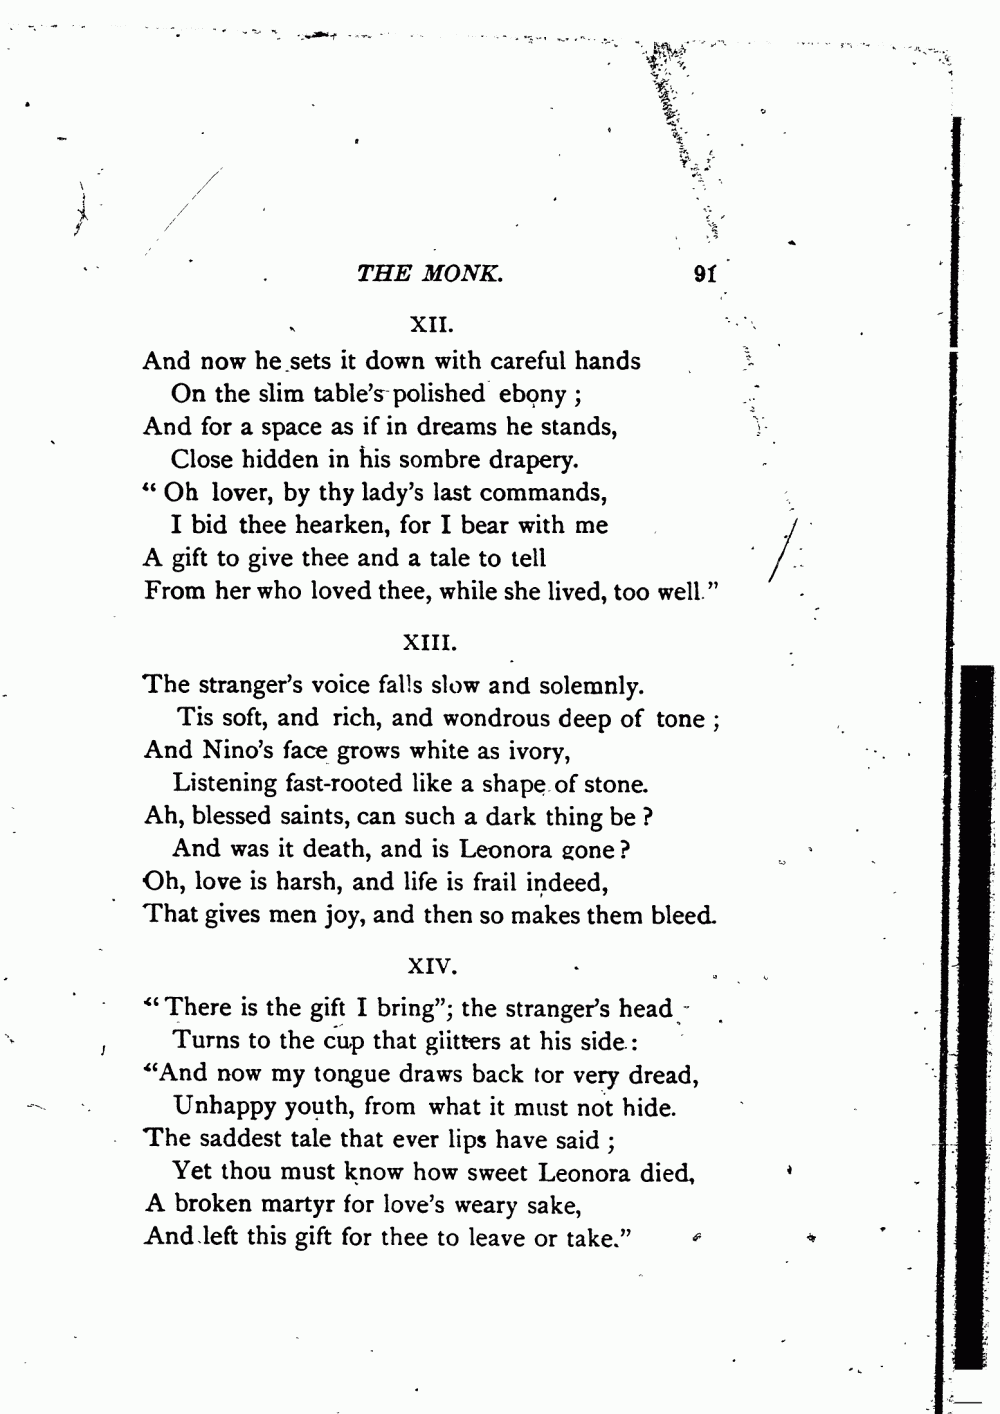 THE MONK. 91
XII.
And now he sets it down with careful hands
On the slim table's polished ebony ;
And for a space as if in dreams he stands,
Close hidden in his sombre drapery.
“ Oh lover, by thy lady's last commands,
I bid thee hearken, for I bear with me
A gift to give thee and a tale to tell
From her who loved thee, while she lived, too well.”
XIII.
The stranger's voice falls slow and solemnly.
Tis soft, and rich, and wondrous deep of tone ;
And Nino's face grows white as ivory,
Listening fast-rooted like a shape of stone.
Ah, blessed saints, can such a dark thing be ?
And was it death, and is Leonora gone ?
Oh, love is harsh, and life is frail indeed,
That gives men joy, and then so makes them bleed.
XIV.
“ There is the gift I bring”; the stranger's head
Turns to the cup that glitters at his side :
“And now my tongue draws back for very dread,
Unhappy youth, from what it must not hide.
The saddest tale that ever lips have said ;
Yet thou must know how sweet Leonora died,
A broken martyr for love's weary sake,
And left this gift for thee to leave or take.”